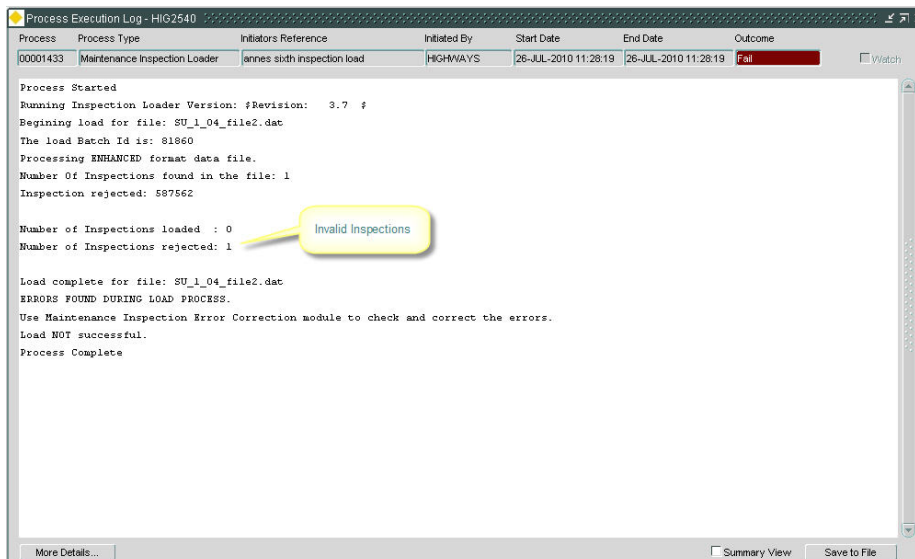 Process Execution Log - HIG2540
Process Process Type Initiators Reference Initiated By Start Date End Date Outcome
00001433 Maintenance Inspection Loader annes sixth inspection load HIGHWAYS 26-JUL-2010 11:28:19 26-JUL-2010 11:28:19 Fail Watch
Process Started
Running Inspection Loader Version: $Revision: 3.7 $
Begining load for file: SU_1_04_file2.dat
The load Batch Id is: 81860
Processing ENHANCED format data file.
Number Of Inspections found in the file: 1
Inspection rejected: 587562
Number of Inspections loaded : 0
Invalid Inspections
Number of Inspections rejected: 1
Load complete for file: SU_1_04_file2.dat
ERRORS FOUND DURING LOAD PROCESS.
Use Maintenance Inspection Error Correction module to check and correct the errors.
Load NOT successful.
Process Complete
More Details... Summary View Save to File